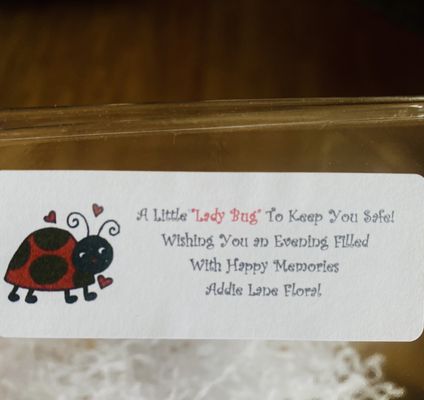 A Little "Lady Bug" To Keep You Safe!
Wishing You an Evening Filled
With Happy Memories
Addie Lane Floral